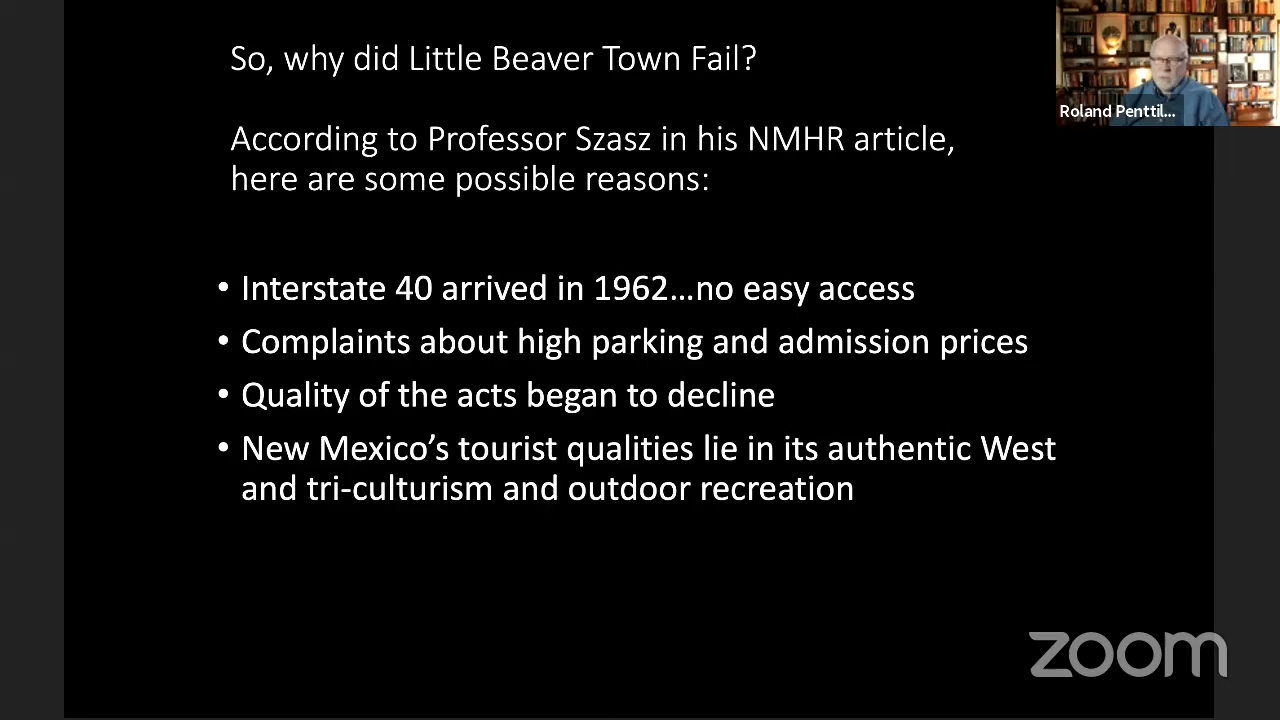 So, why did Little Beaver Town Fail?
According to Professor Szasz in his NMHR article,
here are some possible reasons:
• Interstate 40 arrived in 1962…no easy access
• Complaints about high parking and admission prices
• Quality of the acts began to decline
• New Mexico’s tourist qualities lie in its authentic West
and tri-culturism and outdoor recreation
Roland Penttil...
zoom